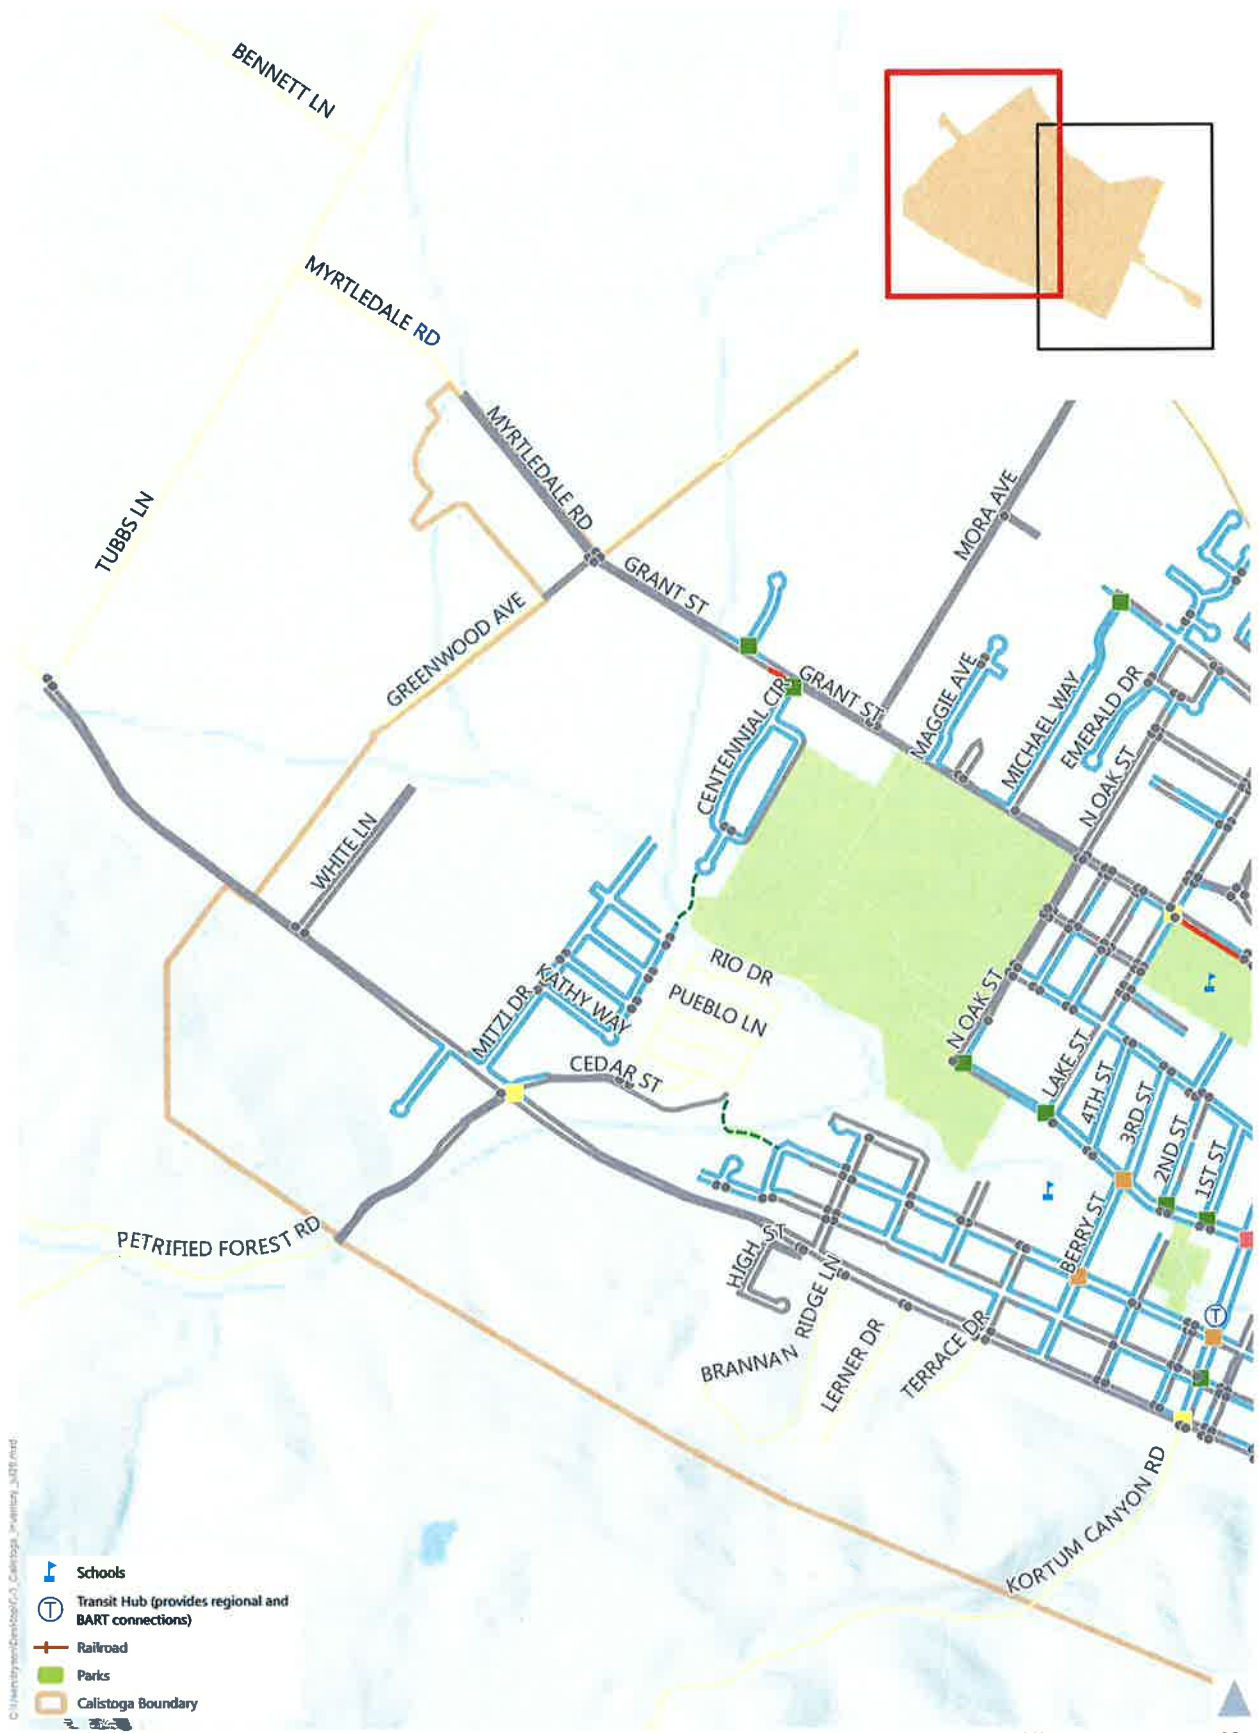 BENNETT LN
MYRTLEDALE RD
MYRTLEDALE RD
TUBBS LN
GREENWOOD AVE
GRANT ST
MORA AVE
GRANT ST
CENTENNIAL CIR
MAGGIE AVE
MICHAEL WAY
EMERALD DR
N OAK ST
WHITE LN
MITZI DR
KATHY WAY
RIO DR
PUEBLO LN
CEDAR ST
N OAK ST
LAKE ST
4TH ST
3RD ST
2ND ST
1ST ST
BERRY ST
PETRIFIED FOREST RD
HIGH ST
BRANNAN RIDGE LN
LERNER DR
TERRACE DR
T
KORTUM CANYON RD
Schools
T Transit Hub (provides regional and
BART connections)
Railroad
Parks
Calistoga Boundary